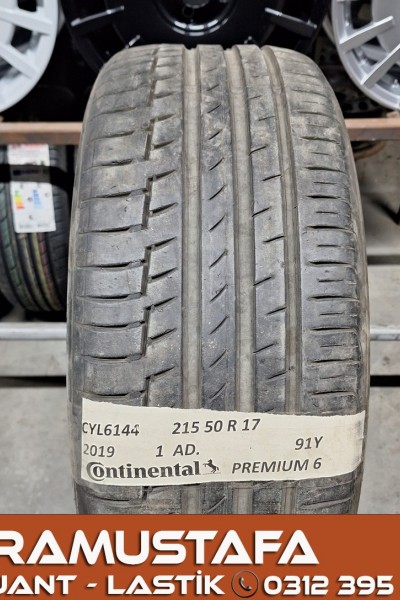 CYL6144 215 50 R 17
2019 1 AD. 91Y
Continental PREMIUM 6
RAMUSTAFA
JANT - LASTİK 0312 395